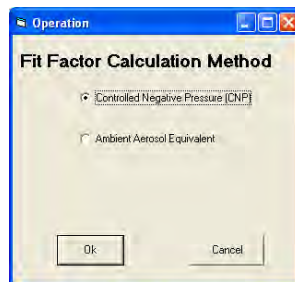 Operation
Fit Factor Calculation Method
Controlled Negative Pressure (CNP)
Ambient Aerosol Equivalent
Ok
Cancel